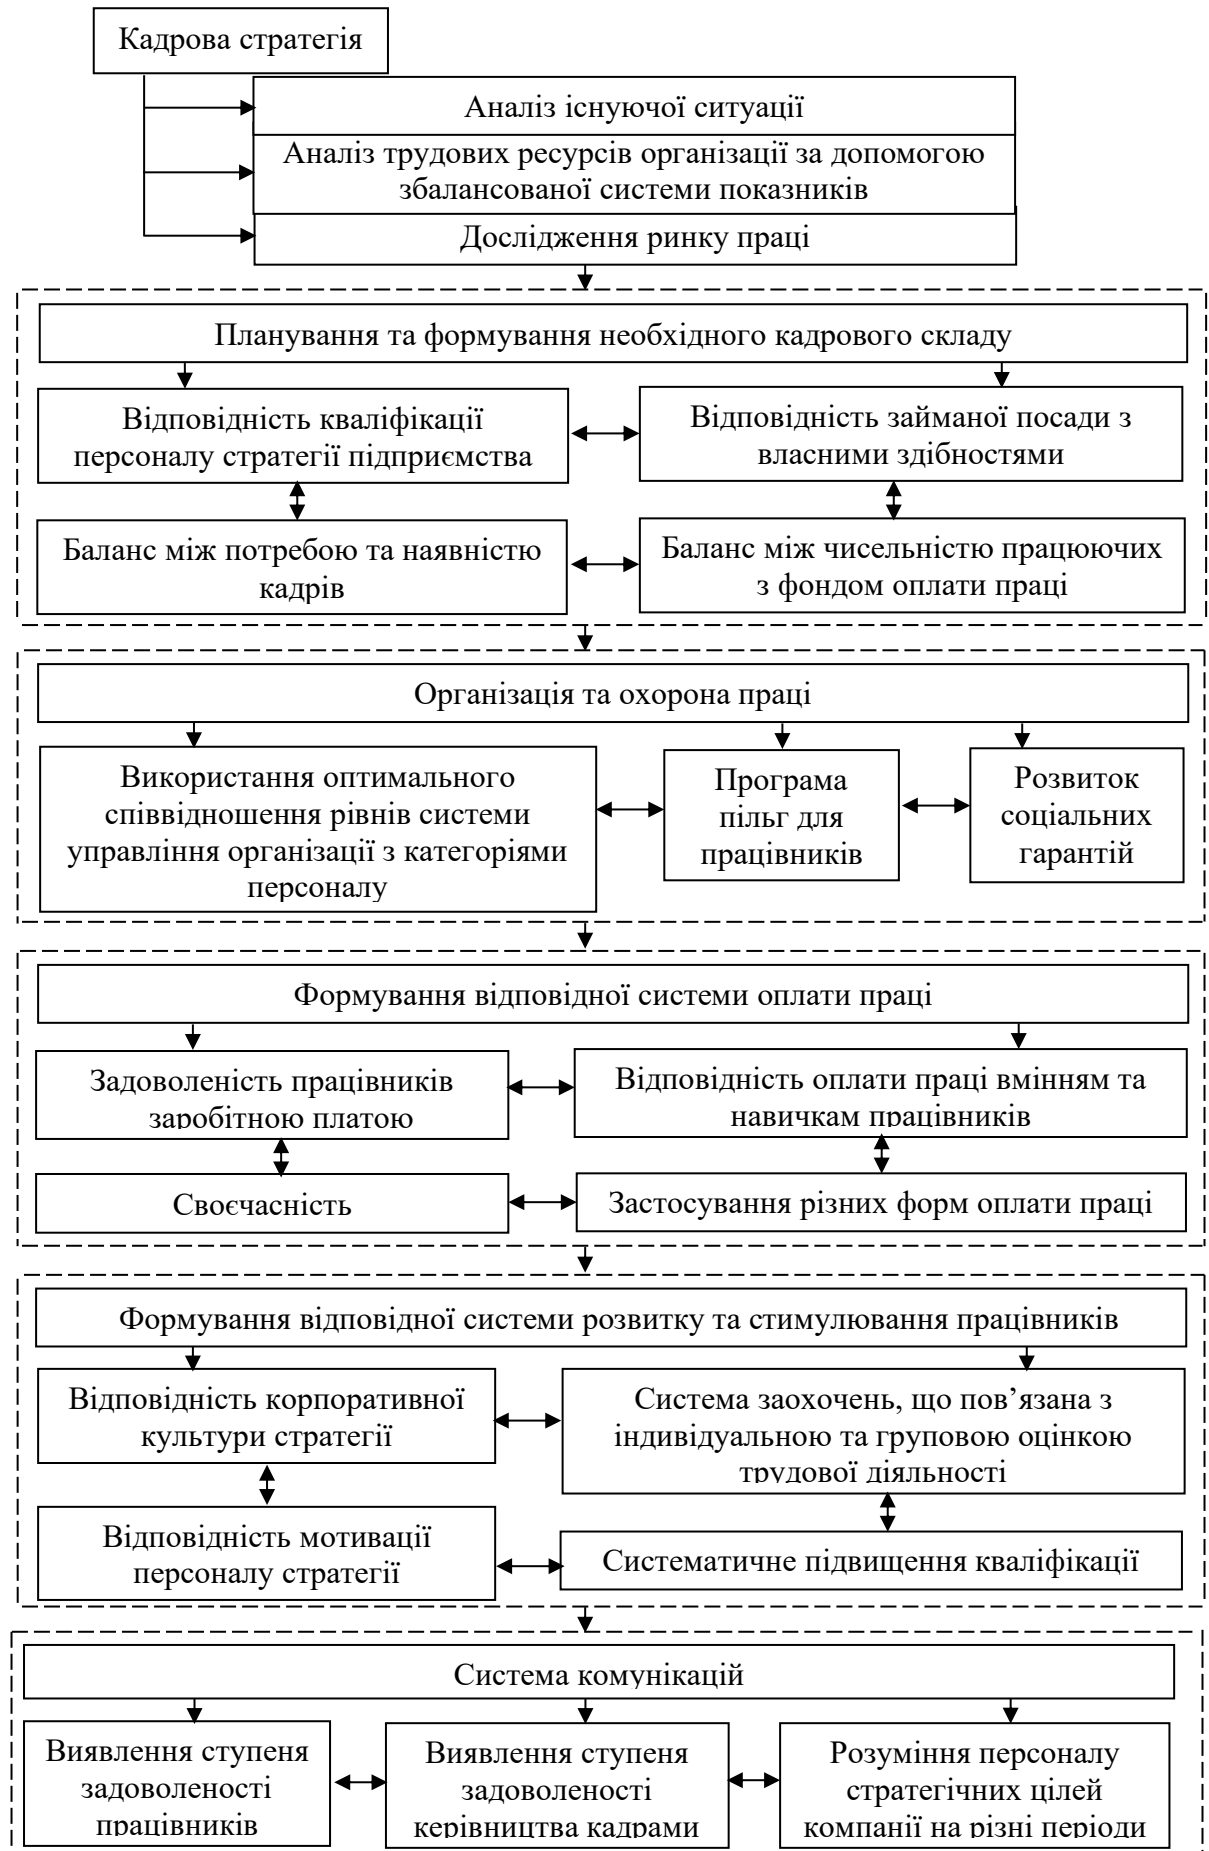 Кадрова стратегія
Аналіз існуючої ситуації
Аналіз трудових ресурсів організації за допомогою
збалансованої системи показників
Дослідження ринку праці
Планування та формування необхідного кадрового складу
Відповідність кваліфікації
персоналу стратегії підприємства
Відповідність займаної посади з
власними здібностями
Баланс між потребою та наявністю
кадрів
Баланс між чисельністю працюючих
з фондом оплати праці
Організація та охорона праці
Використання оптимального
співвідношення рівнів системи
управління організації з категоріями
персоналу
Програма
пільг для
працівників
Розвиток
соціальних
гарантій
Формування відповідної системи оплати праці
Задоволеність працівників
заробітною платою
Відповідність оплати праці вмінням та
навичкам працівників
Своєчасність
Застосування різних форм оплати праці
Формування відповідної системи розвитку та стимулювання працівників
Відповідність корпоративної
культури стратегії
Система заохочень, що пов’язана з
індивідуальною та груповою оцінкою
трудової діяльності
Відповідність мотивації
персоналу стратегії
Систематичне підвищення кваліфікації
Система комунікацій
Виявлення ступеня
задоволеності
працівників
Виявлення ступеня
задоволеності
керівництва кадрами
Розуміння персоналу
стратегічних цілей
компанії на різні періоди